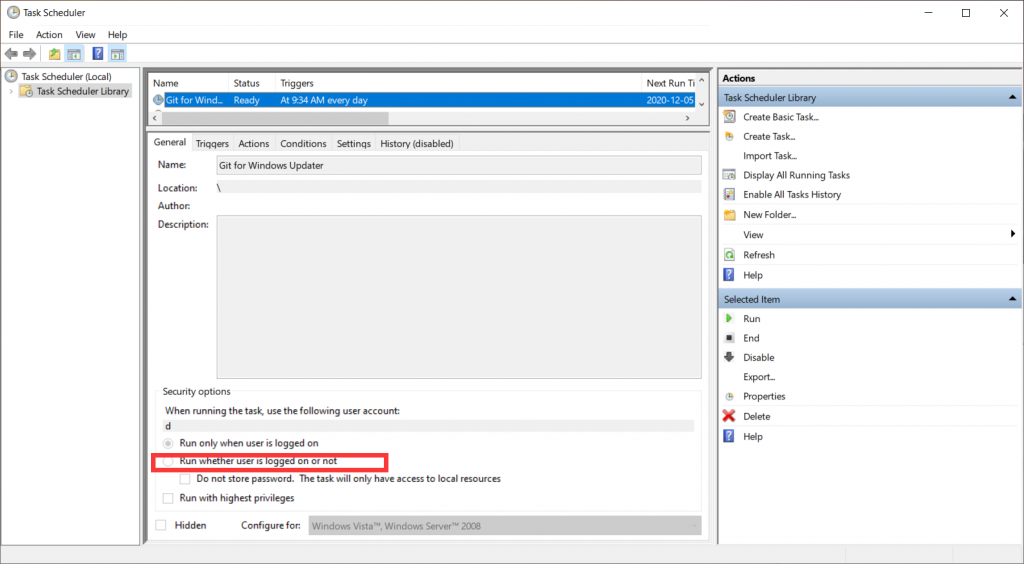 Task Scheduler
File Action View Help
Task Scheduler (Local)
Task Scheduler Library
Name Status Triggers Next Run Ti
Git for Wind... Ready At 9:34 AM every day 2020-12-05
General Triggers Actions Conditions Settings History (disabled)
Name: Git for Windows Updater
Location: \
Author:
Description:
Security options
When running the task, use the following user account:
d
Run only when user is logged on
Run whether user is logged on or not
Do not store password. The task will only have access to local resources
Run with highest privileges
Hidden Configure for: Windows Vista™, Windows Server™ 2008
Actions
Task Scheduler Library
Create Basic Task...
Create Task...
Import Task...
Display All Running Tasks
Enable All Tasks History
New Folder...
View
Refresh
Help
Selected Item
Run
End
Disable
Export...
Properties
Delete
Help